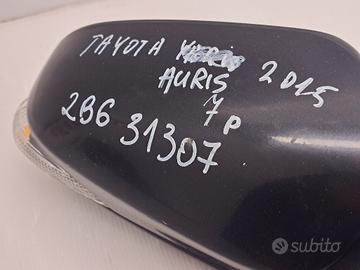 TAYOTA 2015
AURIS
7P
2B6 31307
subito